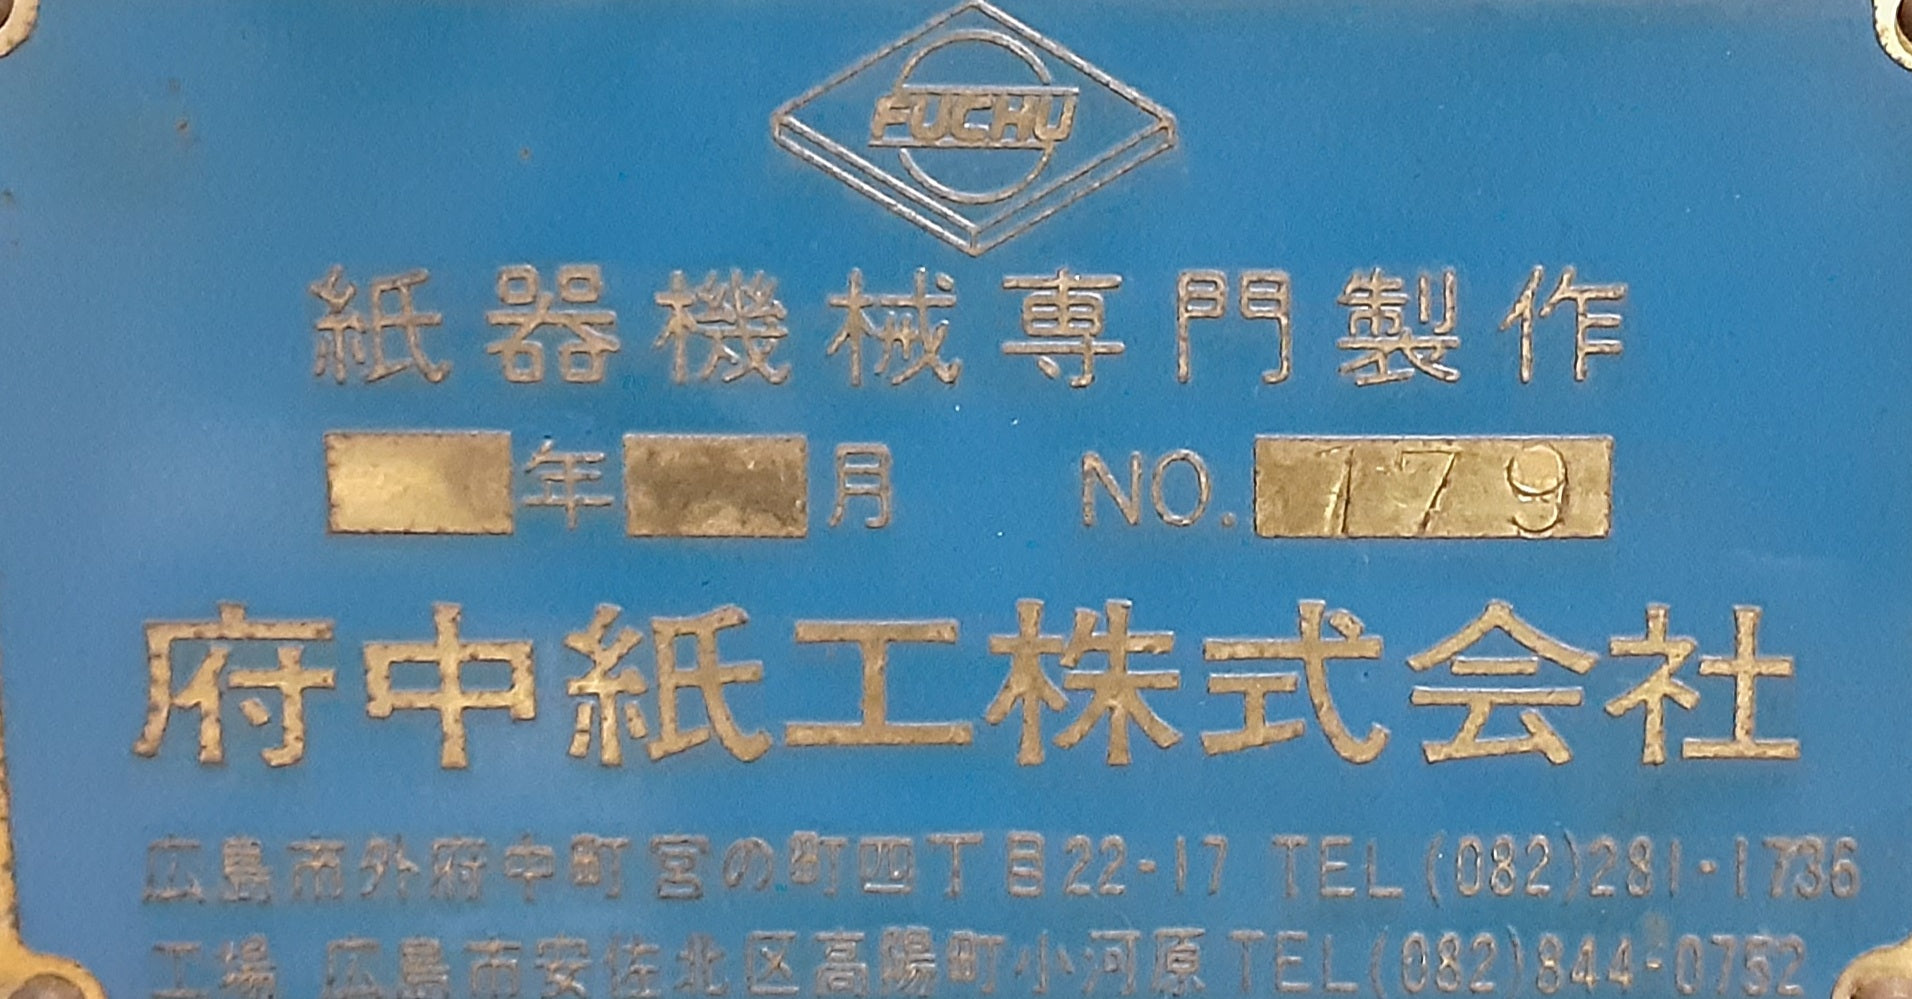 FUCHU
紙器機械専門製作
年 月 NO. 179
府中紙工株式会社
広島市外府中町宮の町四丁目22-17 TEL(082)281-1736
工場 広島市安佐北区高陽町小河原TEL(082)844-0752